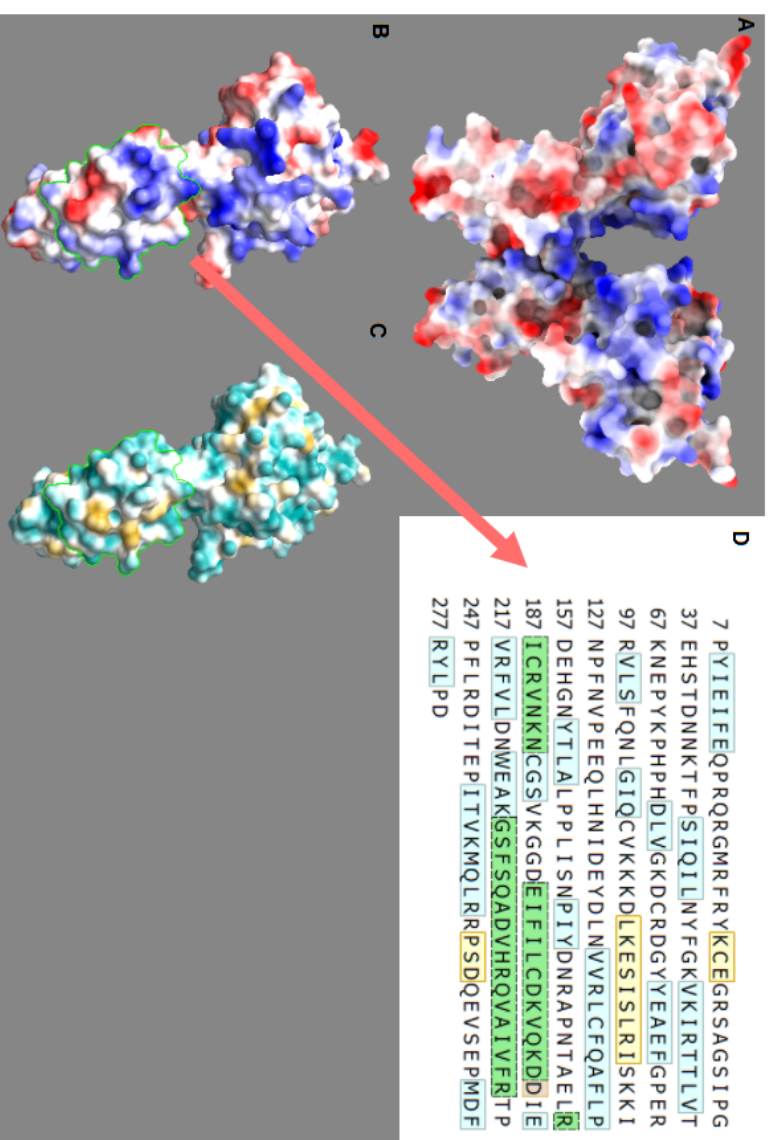 A
B
C
D
7 PYIEIFEQPRQRGMRFRYKCEGRSAGSIPG
37 EHSTDNNKTFPSIQILNYFGKVKIRTTLVT
67 KNEPYKPHPHDLVGKDCRDGYYEAEFGPER
97 RVLSFQNLGIQCVKKKDLKESISLRISKKI
127 NPFNVPEEQLHNIDEYDLNVVRLCFQAFLP
157 DEHGNYTLALPPLISNPIYDNRAPNTAELR
187 ICRVNKNCGSVKGGDEIFILCDKVQKDDIE
217 VRFVLDNWEAKGSFSQADVHRQVAIVFRTP
247 PFLRDITEPITVKMQLRRPSDQEVSEPMDF
277 RYLPD